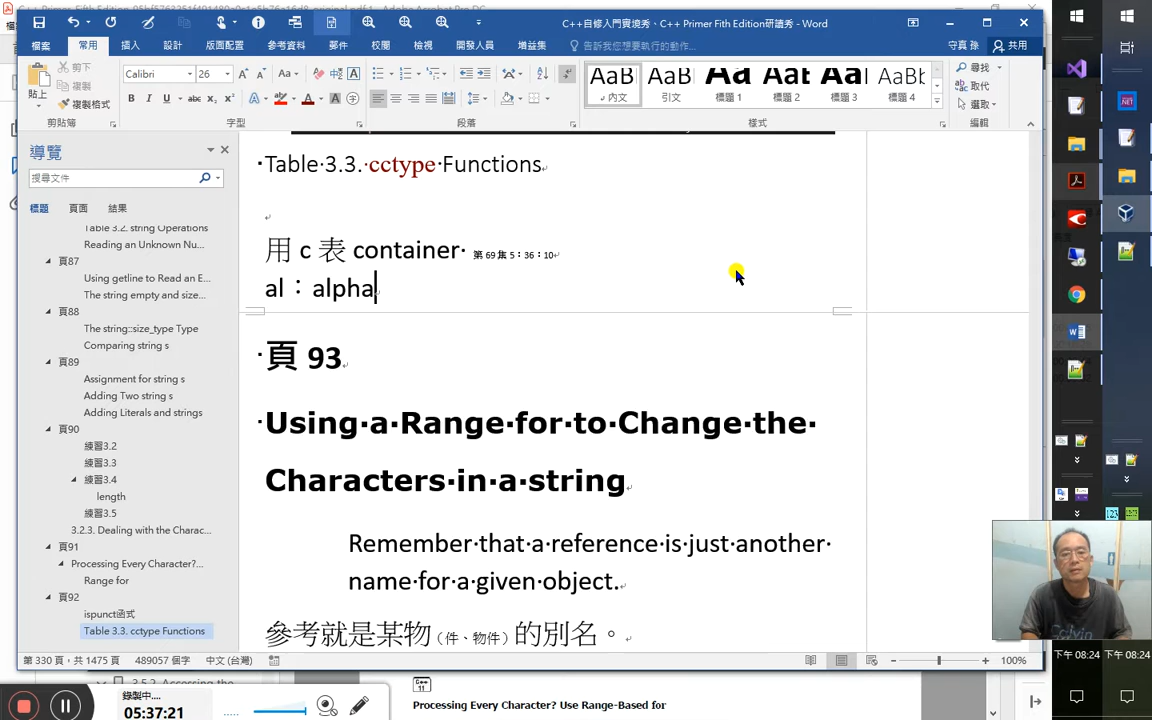 C++自修入門實境秀、C++ Primer Fifth Edition研讀秀 - Word
檔案 常用 插入 設計 版面配置 參考資料 郵件 校閱 檢視 開發人員 增益集 告訴我您想要執行的動作... 守真 孫 共用
貼上 剪下 複製 複製格式 剪貼簿
Calibri 26 字型
段落
AaB 內文 AaB 引文 Aa 標題 1 Aat 標題 2 Aal 標題 3 AaBb 標題 4 樣式
尋找 取代 選取 編輯
導覽
搜尋文件
標題 頁面 結果
Table 3.2. string Operations
Reading an Unknown Nu...
頁87
Using getline to Read an E...
The string empty and size...
頁88
The string::size_type Type
Comparing string s
頁89
Assignment for string s
Adding Two string s
Adding Literals and strings
頁90
練習3.2
練習3.3
練習3.4
length
練習3.5
3.2.3. Dealing with the Charac...
頁91
Processing Every Character?...
Range for
頁92
ispunct函式
Table 3.3. cctype Functions
Table 3.3. cctype Functions
用 c 表 container 第 69 集 5：36：10
al：alpha
頁 93
Using a Range for to Change the
Characters in a string
Remember that a reference is just another
name for a given object.
參考就是某物（件、物件）的別名。
第 330 頁，共 1475 頁 489057 個字 中文 (台灣) 100%
錄製中....
05:37:21
C++
11
Processing Every Character? Use Range-Based for
下午 08:24 下午 08:24